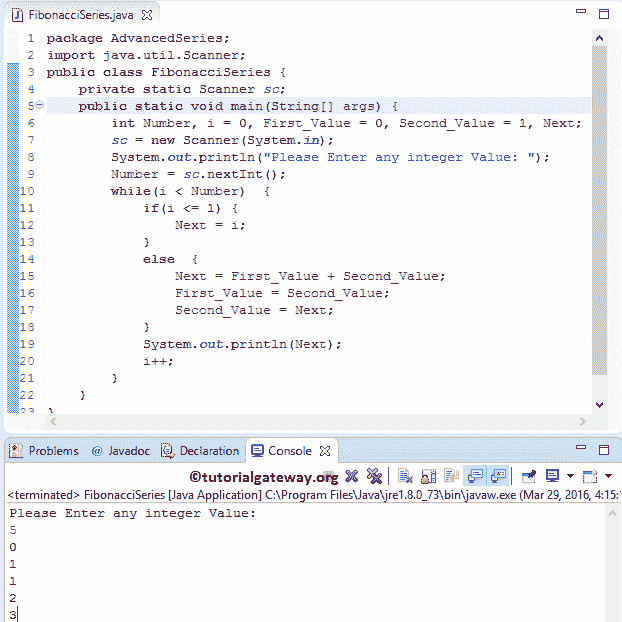 FibonacciSeries.java
1 package AdvancedSeries;
2 import java.util.Scanner;
3 public class FibonacciSeries {
4 private static Scanner sc;
5 public static void main(String[] args) {
6 int Number, i = 0, First_Value = 0, Second_Value = 1, Next;
7 sc = new Scanner(System.in);
8 System.out.println("Please Enter any integer Value: ");
9 Number = sc.nextInt();
10 while(i < Number) {
11 if(i <= 1) {
12 Next = i;
13 }
14 else {
15 Next = First_Value + Second_Value;
16 First_Value = Second_Value;
17 Second_Value = Next;
18 }
19 System.out.println(Next);
20 i++;
21 }
22 }
23 }
Problems @ Javadoc Declaration Console
©tutorialgateway.org
<terminated> FibonacciSeries [Java Application] C:\Program Files\Java\jre1.8.0_73\bin\javaw.exe (Mar 29, 2016, 4:15:
Please Enter any integer Value:
5
0
1
1
2
3